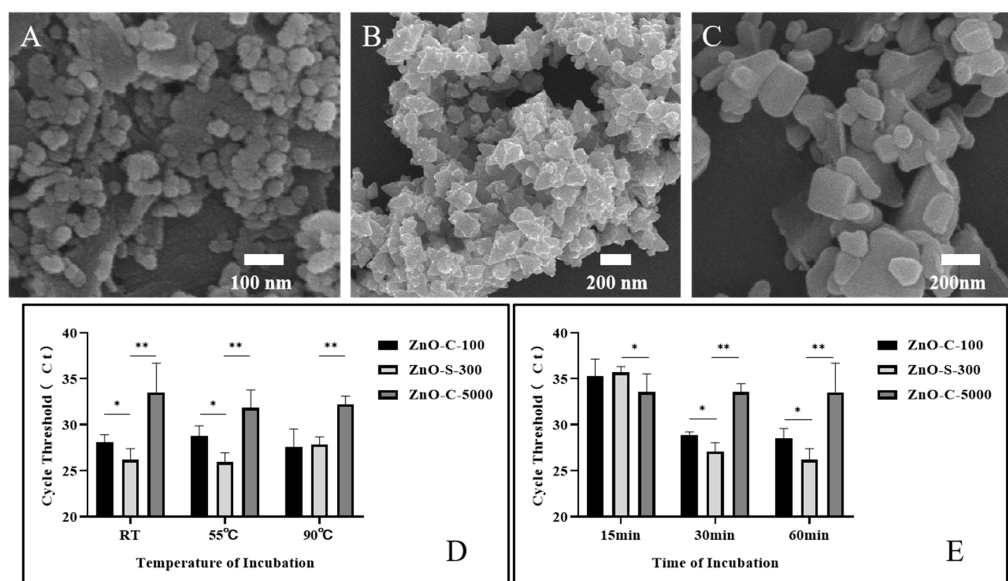 A
B
C
100 nm
200 nm
200nm
40
35
30
25
20
Cycle Threshold ( Ct )
*
**
*
**
**
ZnO-C-100
ZnO-S-300
ZnO-C-5000
RT
55℃
90℃
Temperature of Incubation
D
40
35
30
25
20
Cycle Threshold ( Ct )
*
*
**
*
**
ZnO-C-100
ZnO-S-300
ZnO-C-5000
15min
30min
60min
Time of Incubation
E